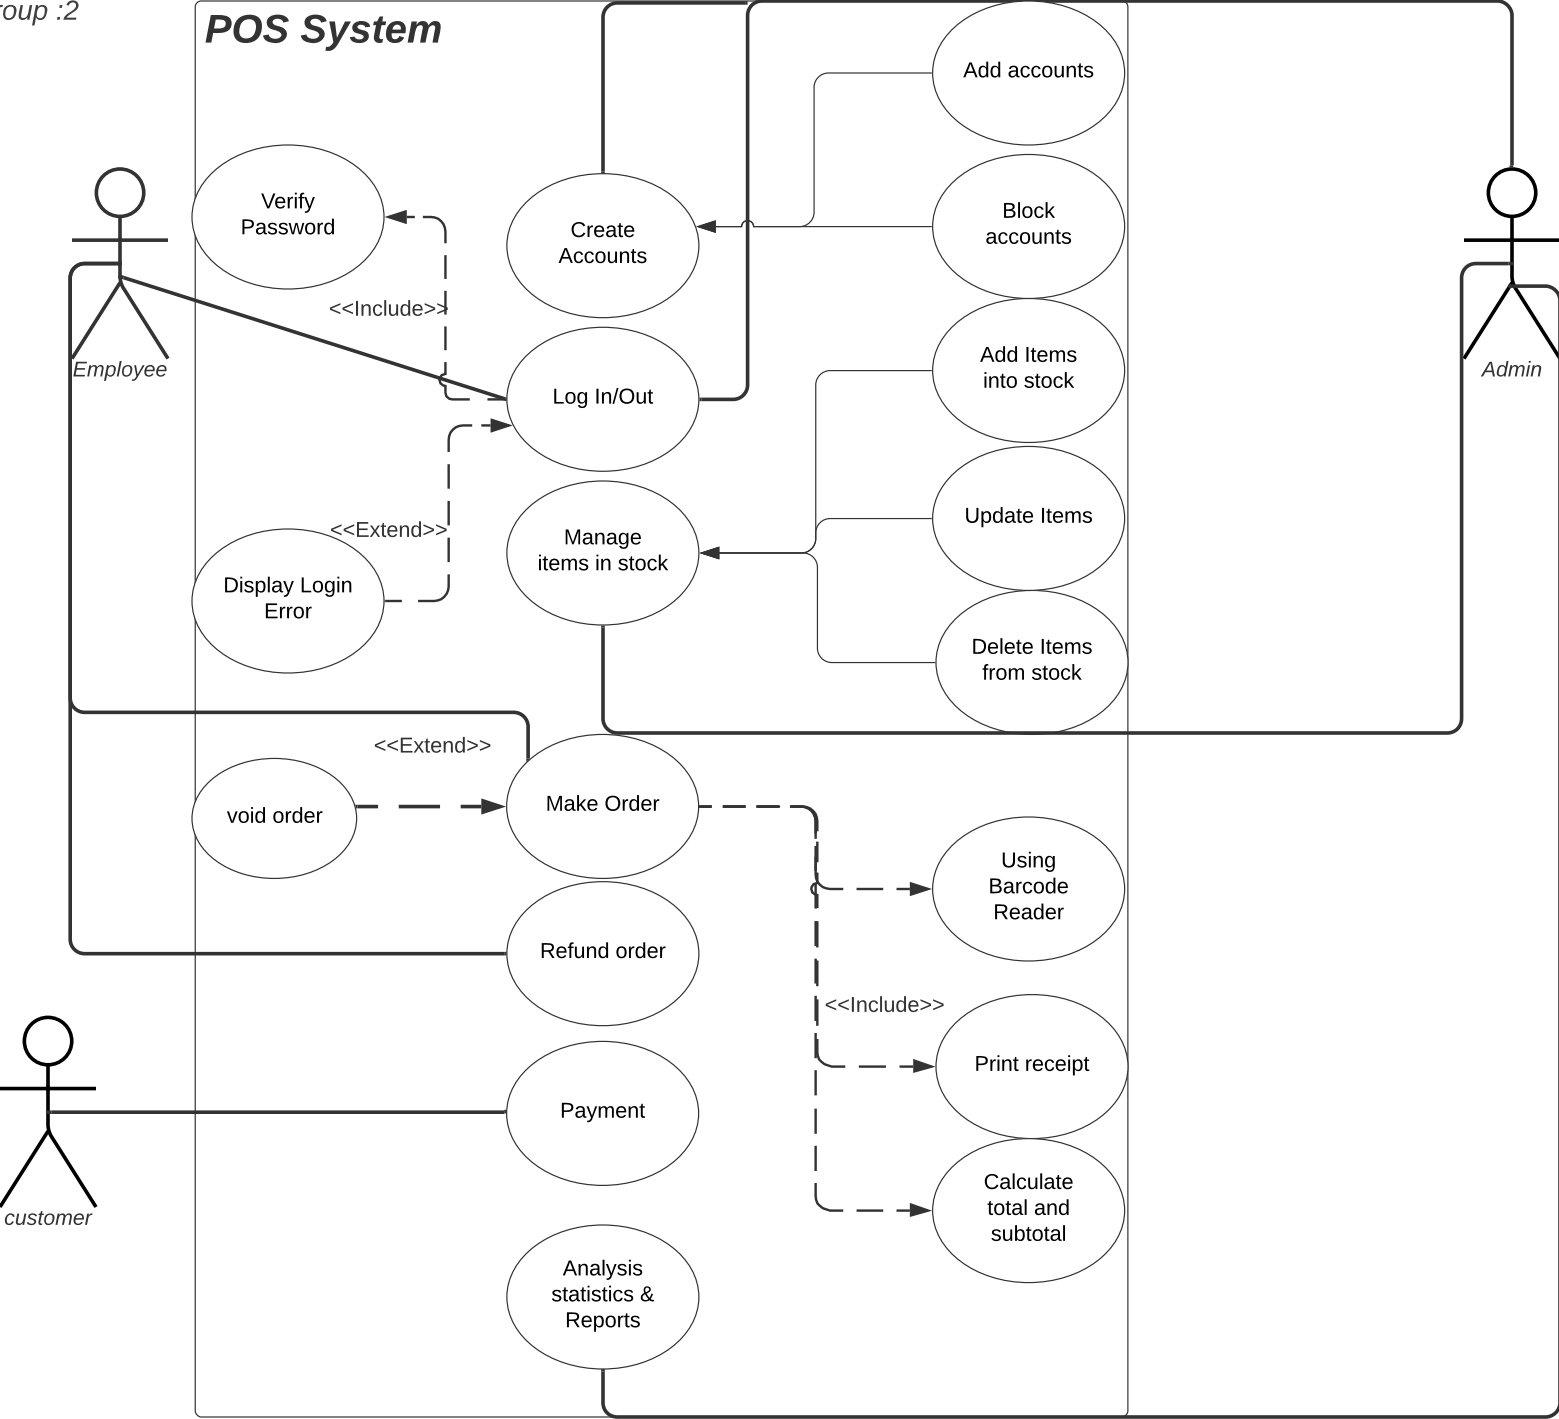 roup :2
POS System
Add accounts
Verify
Password
Block
accounts
Create
Accounts
<<Include>>
Employee
Admin
Add Items
into stock
Log In/Out
<<Extend>>
Manage
items in stock
Update Items
Display Login
Error
Delete Items
from stock
<<Extend>>
void order
Make Order
Using
Barcode
Reader
Refund order
<<Include>>
Print receipt
Payment
customer
Calculate
total and
subtotal
Analysis
statistics &
Reports